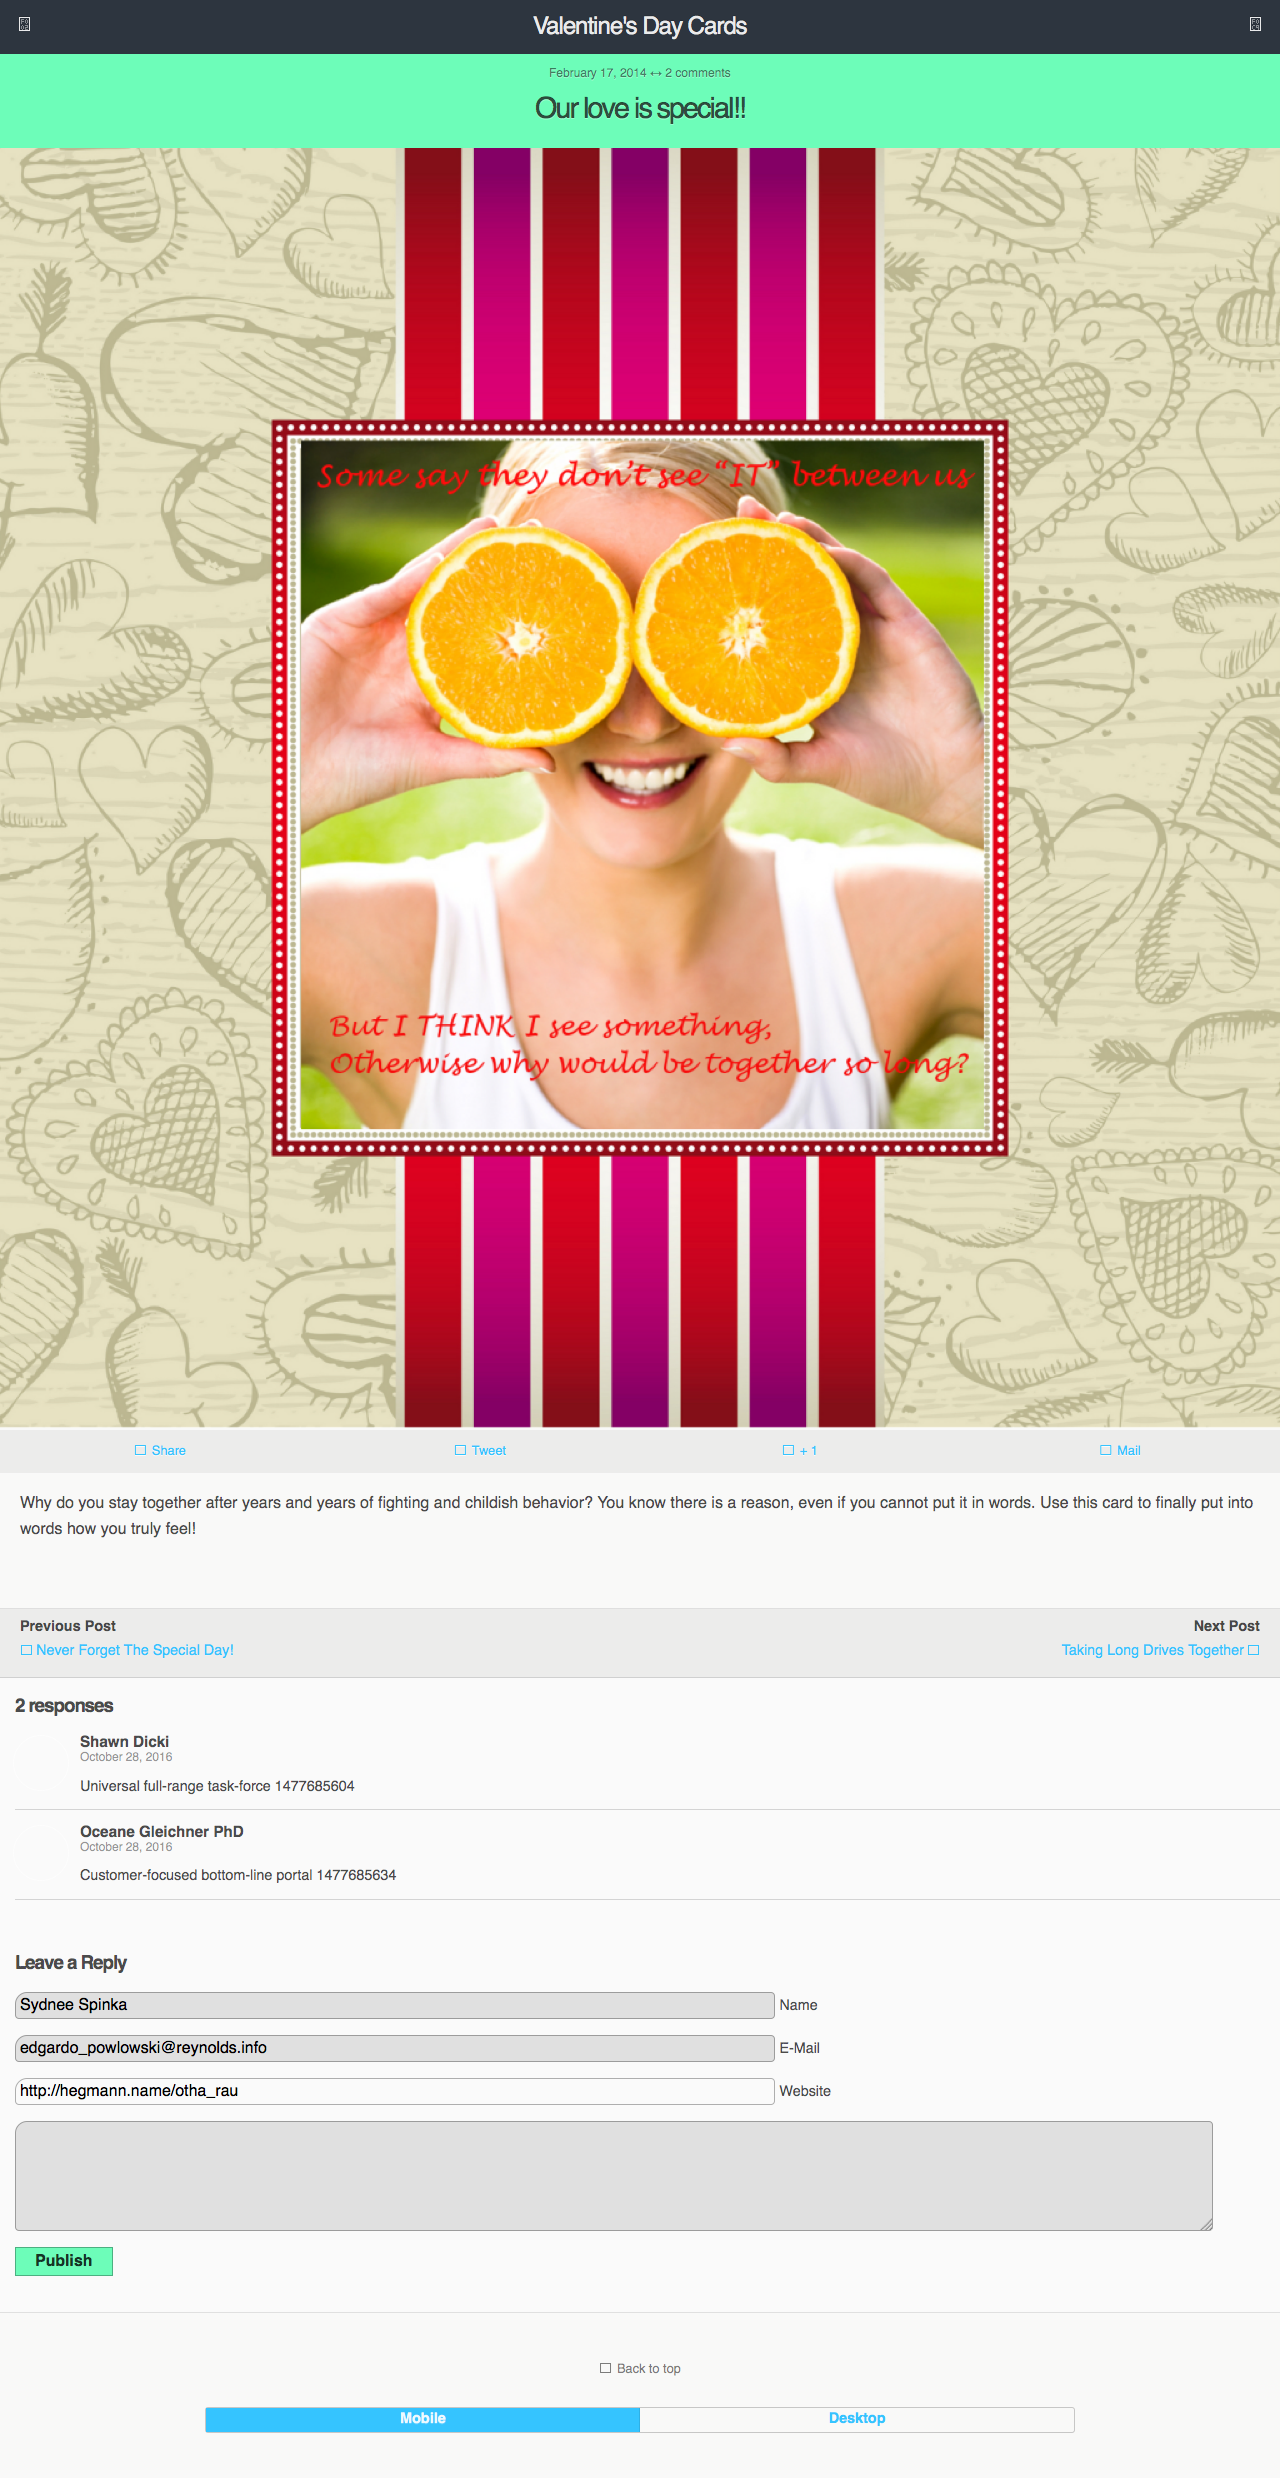 Valentine's Day Cards
February 17, 2014 ↔ 2 comments
Our love is special!!
Some say they don't see "IT" between us
But I THINK I see something,
Otherwise why would be together so long?
Share
Tweet
+ 1
Mail
Why do you stay together after years and years of fighting and childish behavior? You know there is a reason, even if you cannot put it in words. Use this card to finally put into
words how you truly feel!
Previous Post
Next Post
Never Forget The Special Day!
Taking Long Drives Together
2 responses
Shawn Dicki
October 28, 2016
Universal full-range task-force 1477685604
Oceane Gleichner PhD
October 28, 2016
Customer-focused bottom-line portal 1477685634
Leave a Reply
Sydnee Spinka Name
edgardo_powlowski@reynolds.info E-Mail
http://hegmann.name/otha_rau Website
Publish
Back to top
Mobile
Desktop